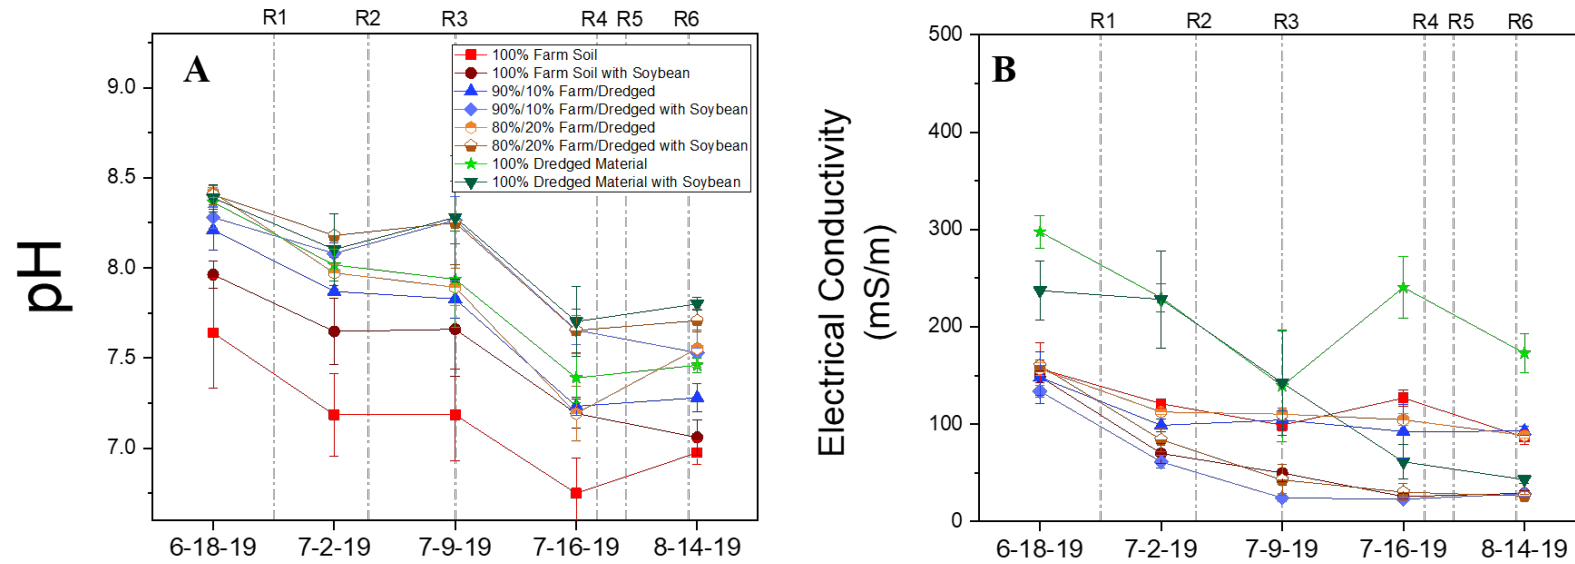 R1 R2 R3 R4 R5 R6
A
100% Farm Soil
100% Farm Soil with Soybean
90%/10% Farm/Dredged
90%/10% Farm/Dredged with Soybean
80%/20% Farm/Dredged
80%/20% Farm/Dredged with Soybean
100% Dredged Material
100% Dredged Material with Soybean
pH
9.0
8.5
8.0
7.5
7.0
6-18-19 7-2-19 7-9-19 7-16-19 8-14-19
R1 R2 R3 R4 R5 R6
B
Electrical Conductivity
(mS/m)
500
400
300
200
100
0
6-18-19 7-2-19 7-9-19 7-16-19 8-14-19